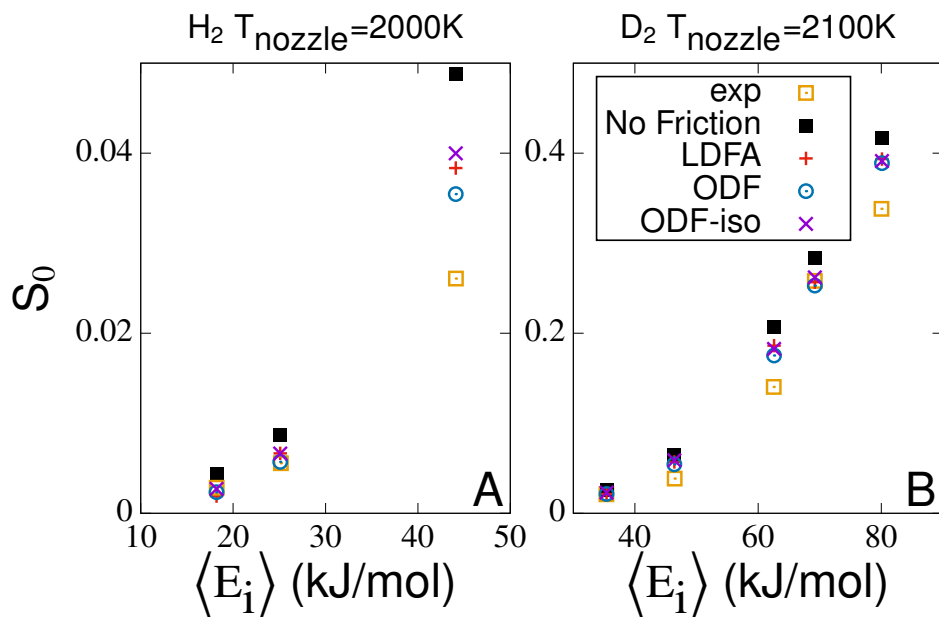 H₂ Tnozzle=2000K
D₂ Tnozzle=2100K
S₀
0.04
0.02
0
10
20
30
40
50
A
⟨Eᵢ⟩ (kJ/mol)
0.4
0.2
0
40
60
80
B
⟨Eᵢ⟩ (kJ/mol)
exp
No Friction
LDFA
ODF
ODF-iso